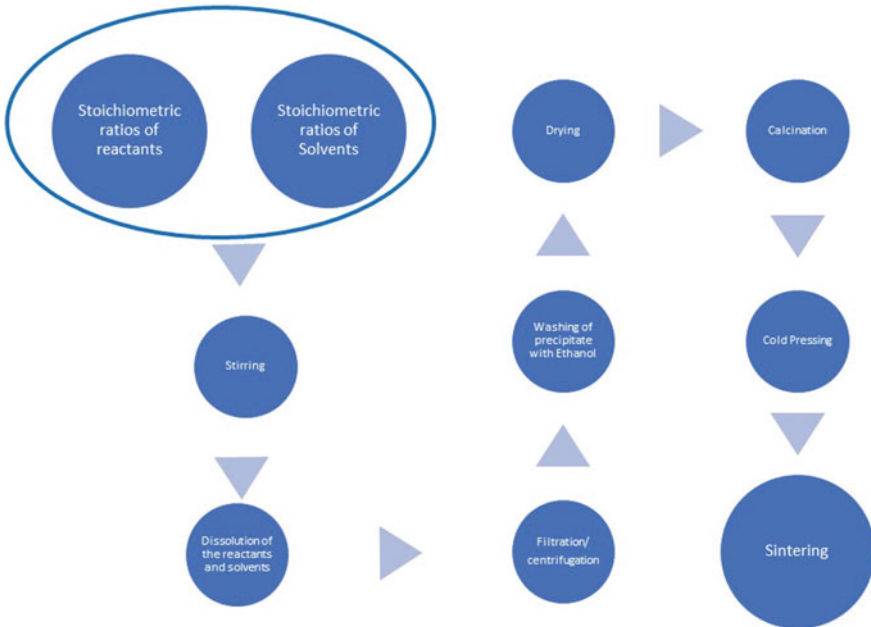 Stoichiometric
ratios of
reactants
Stoichiometric
ratios of
Solvents
Stirring
Dissolution of
the reactants
and solvents
Filtration/
centrifugation
Washing of
precipitate
with Ethanol
Drying
Calcination
Cold Pressing
Sintering